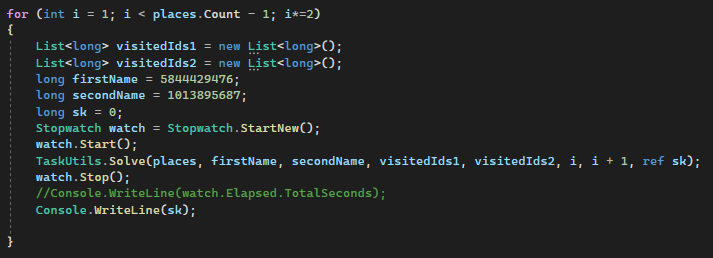 for (int i = 1; i < places.Count - 1; i*=2)
{
List<long> visitedIds1 = new List<long>();
List<long> visitedIds2 = new List<long>();
long firstName = 5844429476;
long secondName = 1013895687;
long sk = 0;
Stopwatch watch = Stopwatch.StartNew();
watch.Start();
TaskUtils.Solve(places, firstName, secondName, visitedIds1, visitedIds2, i, i + 1, ref sk);
watch.Stop();
//Console.WriteLine(watch.Elapsed.TotalSeconds);
Console.WriteLine(sk);
}